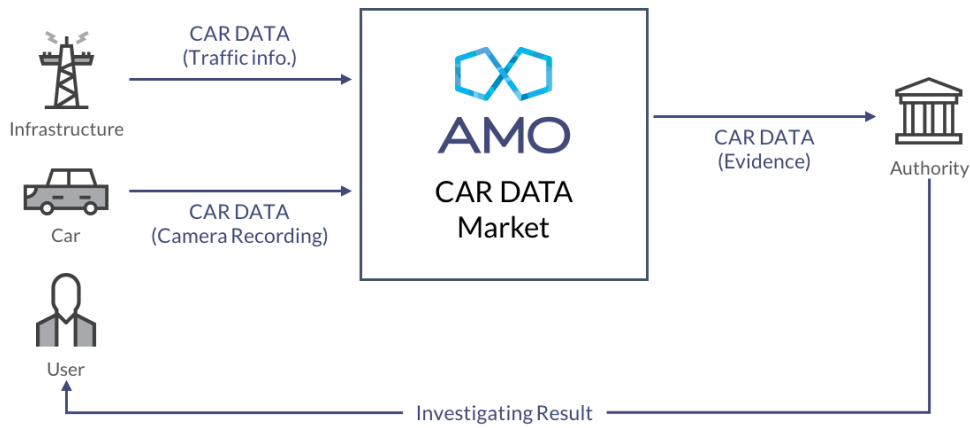 CAR DATA
(Traffic info.)
Infrastructure
CAR DATA
(Camera Recording)
Car
User
AMO
CAR DATA
Market
CAR DATA
(Evidence)
Authority
Investigating Result